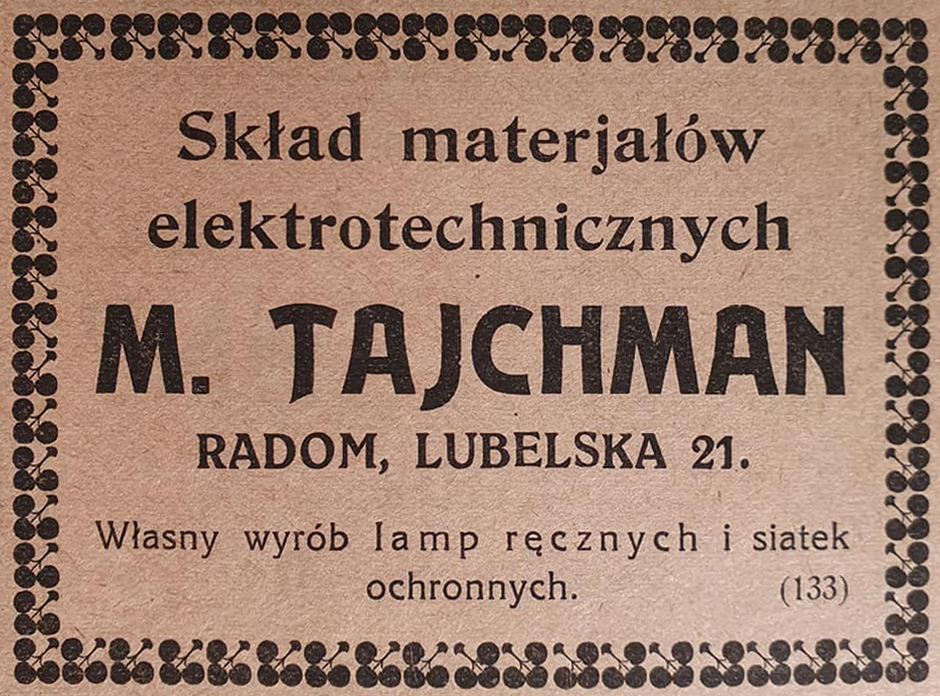 Skład materjałów
elektrotechnicznych
M. TAJCHMAN
RADOM, LUBELSKA 21.
Własny wyrób lamp ręcznych i siatek
ochronnych. (133)